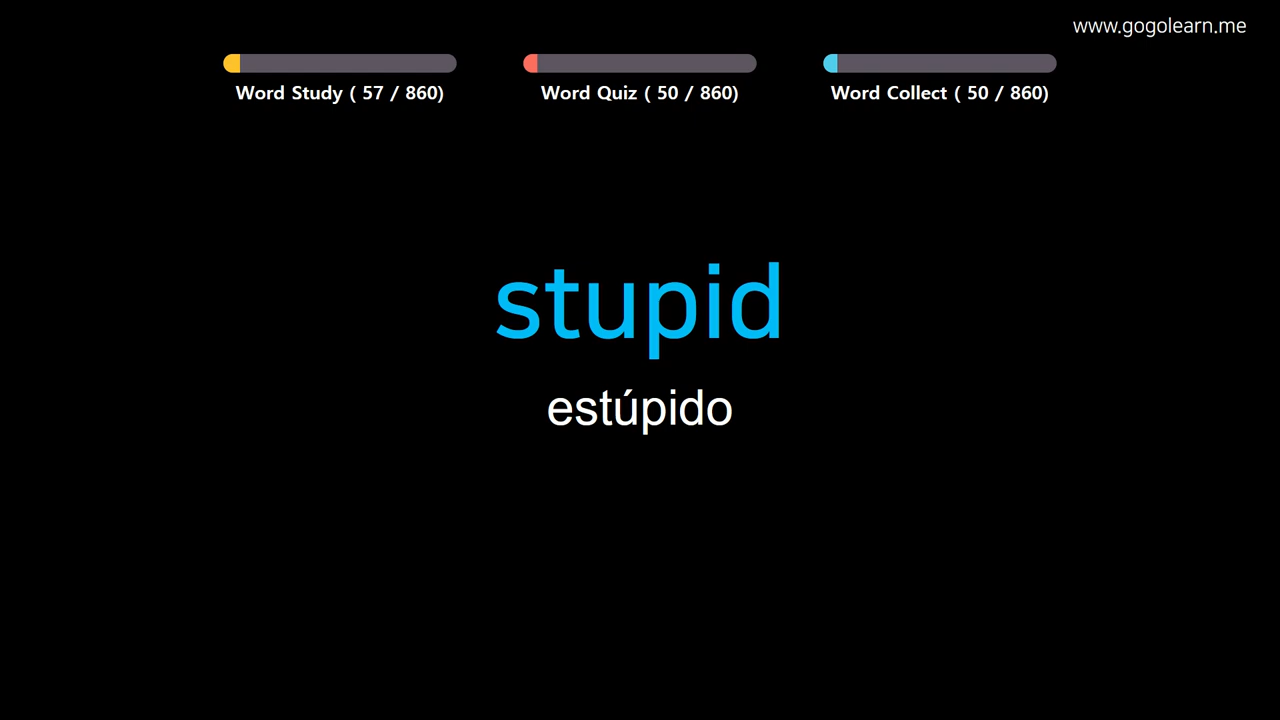 www.gogolearn.me
Word Study ( 57 / 860)
Word Quiz ( 50 / 860)
Word Collect ( 50 / 860)
stupid
estúpido